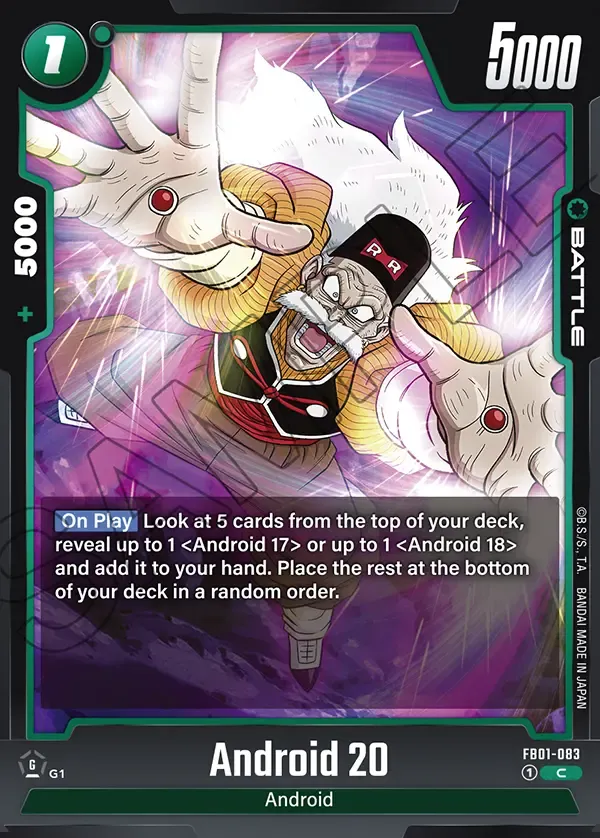 1
5000
+ 5000
BATTLE
R R
SAMPLE
On Play Look at 5 cards from the top of your deck,
reveal up to 1 <Android 17> or up to 1 <Android 18>
and add it to your hand. Place the rest at the bottom
of your deck in a random order.
©B.S./S., T.A. BANDAI MADE IN JAPAN
G G1
Android 20
FB01-083
1 C
Android